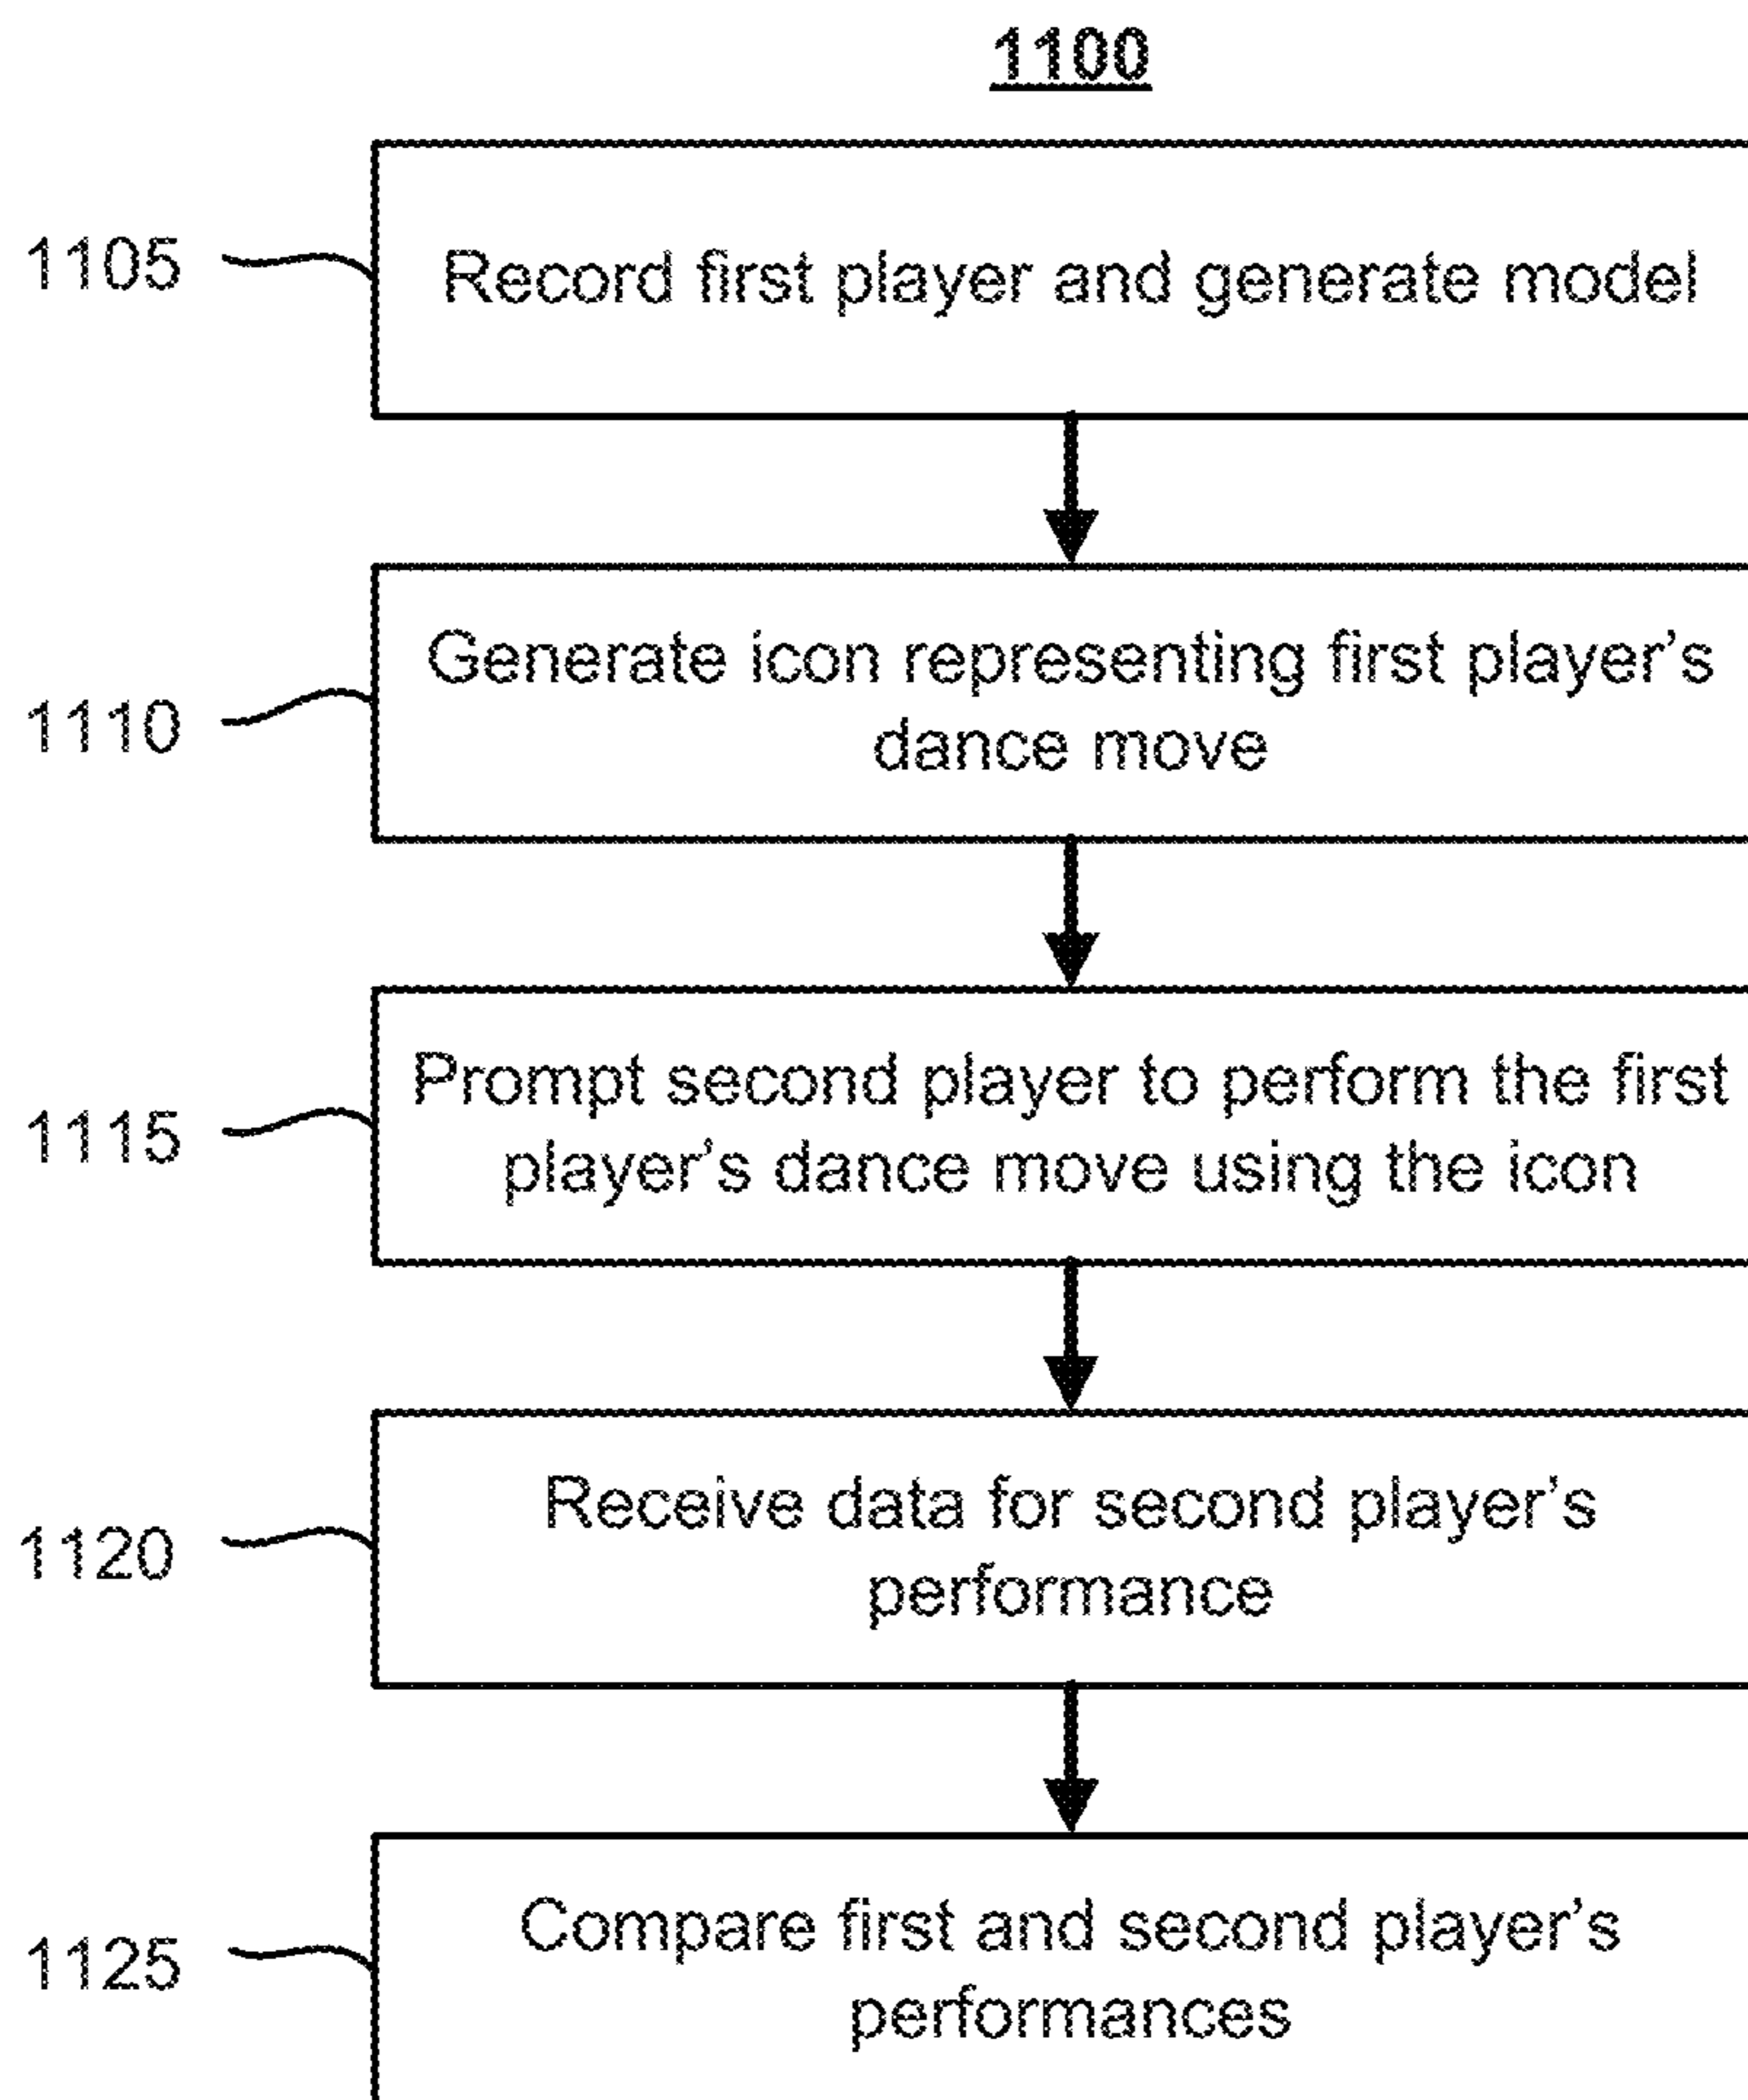 1100
1105
Record first player and generate model
1110
Generate icon representing first player's
dance move
1115
Prompt second player to perform the first
player's dance move using the icon
1120
Receive data for second player's
performance
1125
Compare first and second player's
performances